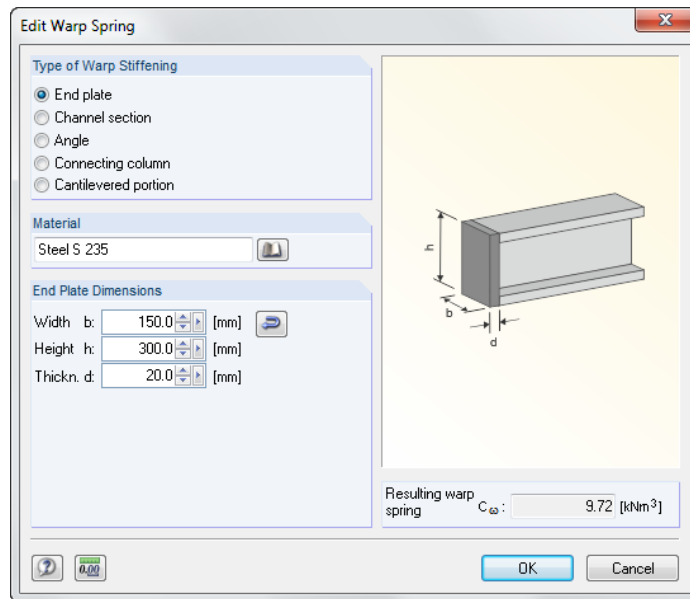 Edit Warp Spring
Type of Warp Stiffening
End plate
Channel section
Angle
Connecting column
Cantilevered portion
Material
Steel S 235
End Plate Dimensions
Width b: 150.0 [mm]
Height h: 300.0 [mm]
Thickn. d: 20.0 [mm]
h
b
d
Resulting warp
spring Cω : 9.72 [kNm³]
0.00
OK
Cancel